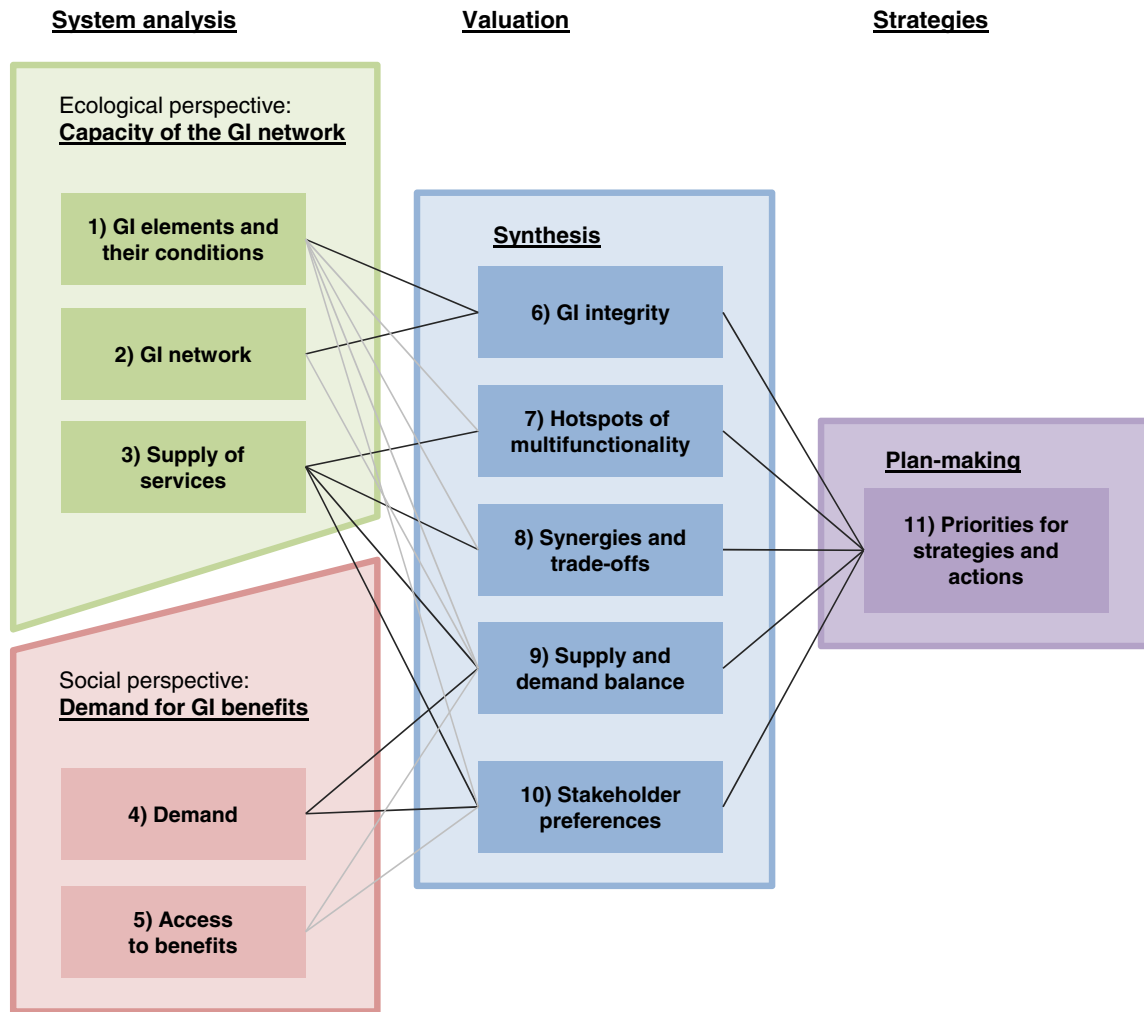 System analysis
Valuation
Strategies
Ecological perspective:
Capacity of the GI network
1) GI elements and
their conditions
2) GI network
3) Supply of
services
Social perspective:
Demand for GI benefits
4) Demand
5) Access
to benefits
Synthesis
6) GI integrity
7) Hotspots of
multifunctionality
8) Synergies and
trade-offs
9) Supply and
demand balance
10) Stakeholder
preferences
Plan-making
11) Priorities for
strategies and
actions